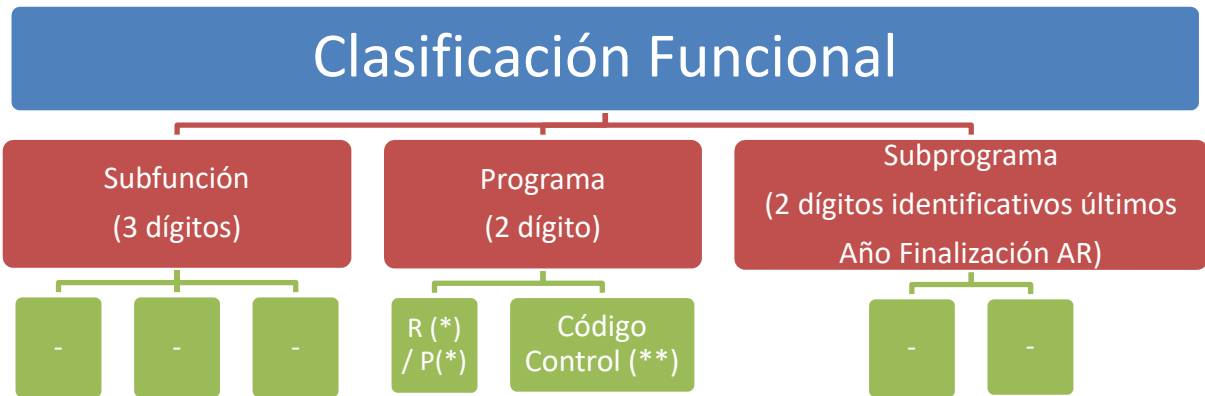 Clasificación Funcional
Subfunción
(3 dígitos)
Programa
(2 dígito)
Subprograma
(2 dígitos identificativos últimos
Año Finalización AR)
-
-
-
R (*)
/ P(*)
Código
Control (**)
-
-